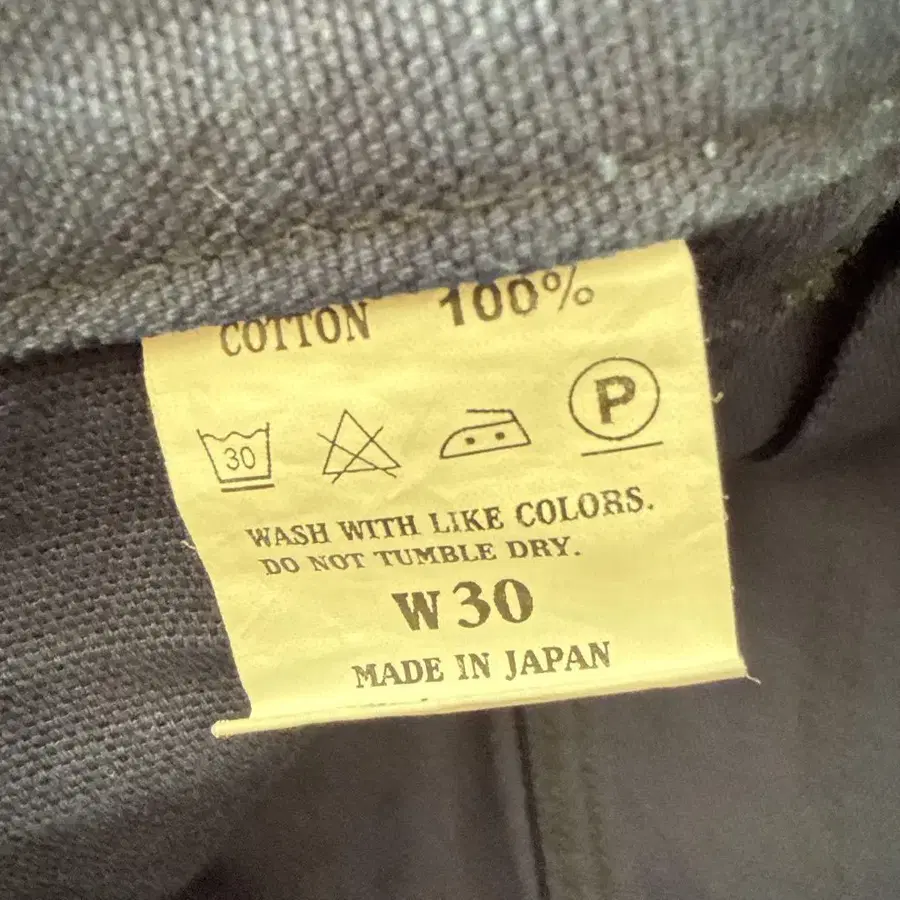 COTTON 100%
30 P
WASH WITH LIKE COLORS.
DO NOT TUMBLE DRY.
W30
MADE IN JAPAN